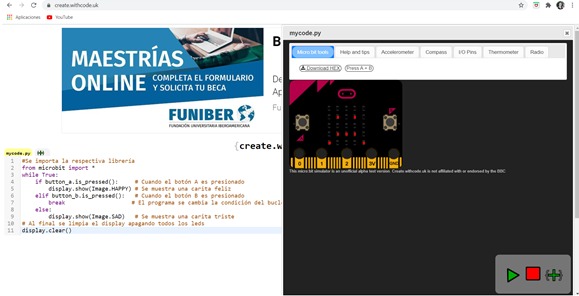 create.withcode.uk
Aplicaciones
YouTube
MAESTRÍAS
ONLINE
COMPLETA EL FORMULARIO
Y SOLICITA TU BECA
FUNIBER
FUNDACIÓN UNIVERSITARIA IBEROAMERICANA
B
De
Ap
Fu
{create.w
mycode.py
Micro bit tools
Help and tips
Accelerometer
Compass
I/O Pins
Thermometer
Radio
Download HEX
Press A + B
0 1 2 3V GND
This micro bit simulator is an unofficial alpha test version. Create.withcode.uk is not affiliated with or endorsed by the BBC
mycode.py
1 #Se importa la respectiva librería
2 from microbit import *
3 while True:
4 if button_a.is_pressed(): # Cuando el botón A es presionado
5 display.show(Image.HAPPY) # Se muestra una carita feliz
6 elif button_b.is_pressed(): # Cuando el botón B es presionado
7 break # El programa se cambia la condición del bucl
8 else:
9 display.show(Image.SAD) # Se muestra una carita triste
10 # Al final se limpia el display apagando todos los leds
11 display.clear()